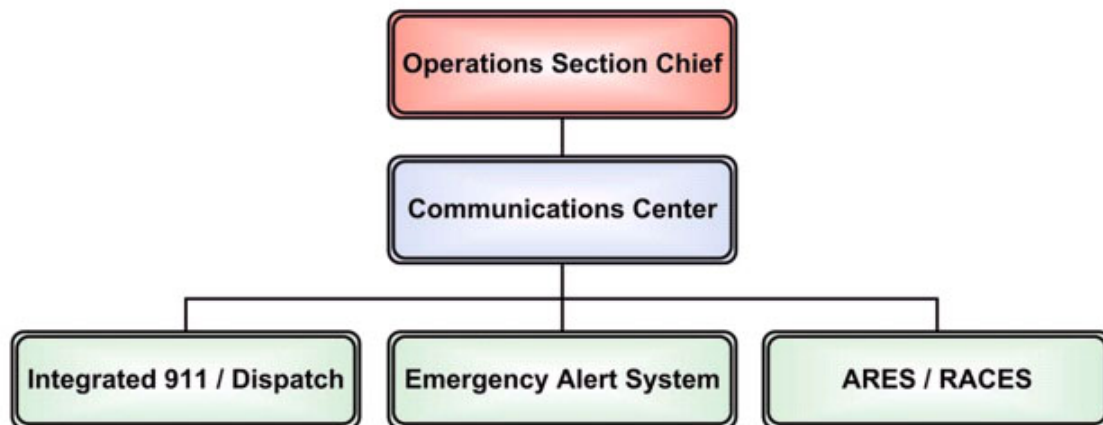 Operations Section Chief
Communications Center
Integrated 911 / Dispatch
Emergency Alert System
ARES / RACES